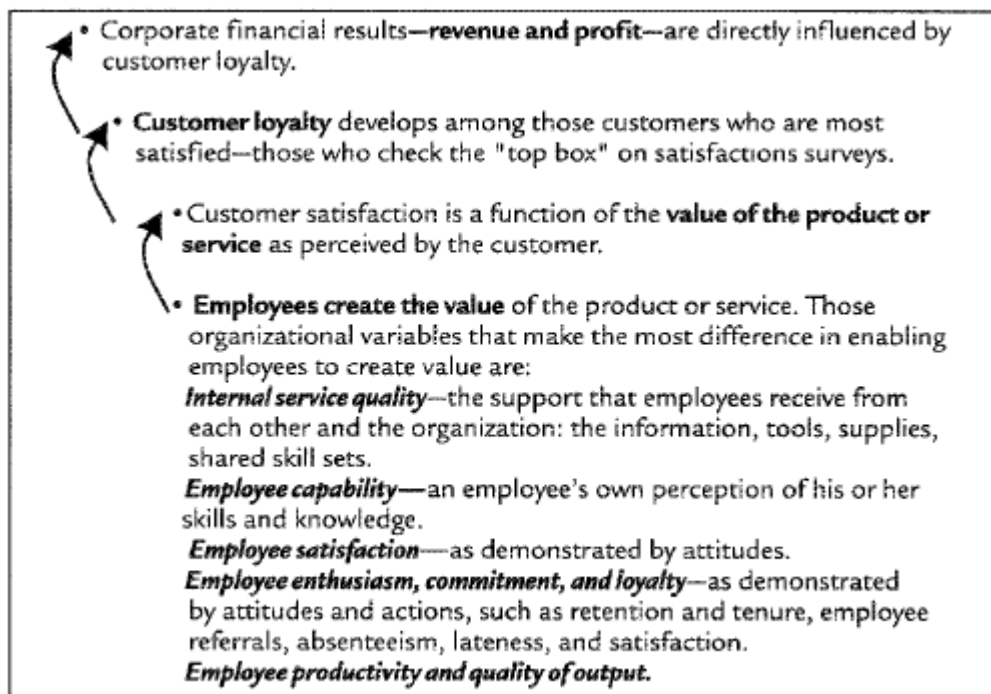 • Corporate financial results—revenue and profit—are directly influenced by
customer loyalty.
• Customer loyalty develops among those customers who are most
satisfied—those who check the "top box" on satisfactions surveys.
• Customer satisfaction is a function of the value of the product or
service as perceived by the customer.
• Employees create the value of the product or service. Those
organizational variables that make the most difference in enabling
employees to create value are:
Internal service quality—the support that employees receive from
each other and the organization: the information, tools, supplies,
shared skill sets.
Employee capability—an employee's own perception of his or her
skills and knowledge.
Employee satisfaction—as demonstrated by attitudes.
Employee enthusiasm, commitment, and loyalty—as demonstrated
by attitudes and actions, such as retention and tenure, employee
referrals, absenteeism, lateness, and satisfaction.
Employee productivity and quality of output.